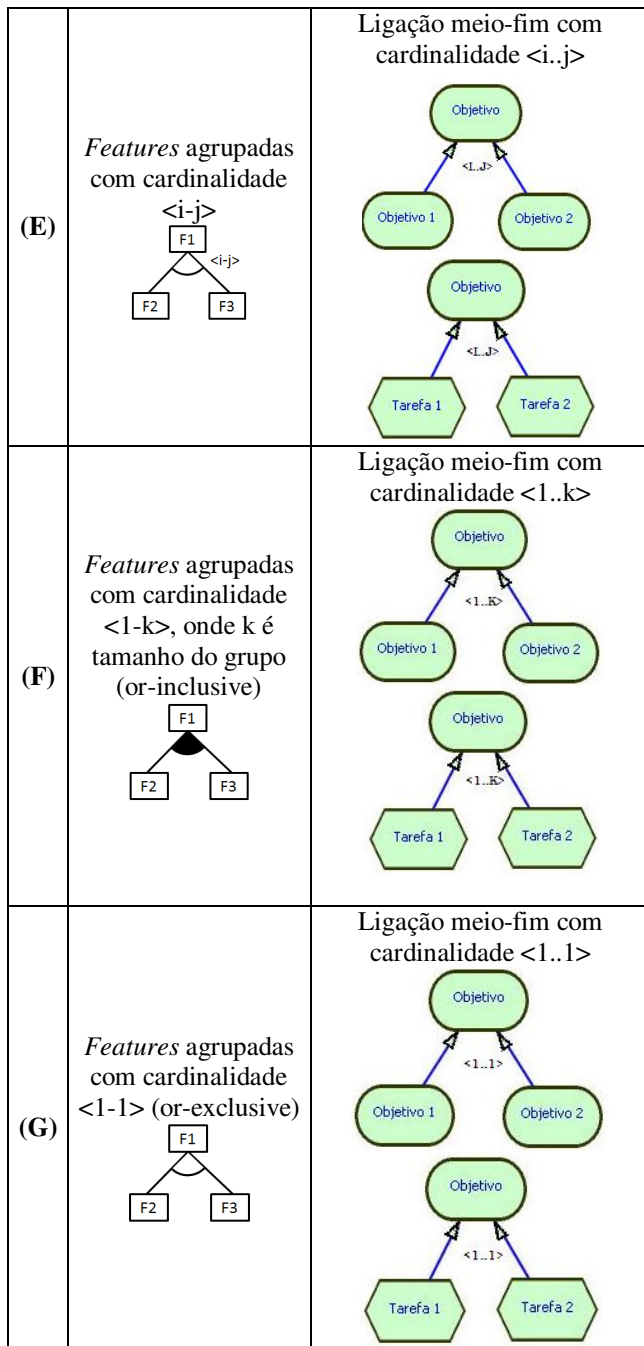 (E)
Features agrupadas
com cardinalidade
<i-j>
F1
<i-j>
F2 F3
Ligação meio-fim com
cardinalidade <i..j>
Objetivo
<I..J>
Objetivo 1 Objetivo 2
Objetivo
<I..J>
Tarefa 1 Tarefa 2
(F)
Features agrupadas
com cardinalidade
<1-k>, onde k é
tamanho do grupo
(or-inclusive)
F1
F2 F3
Ligação meio-fim com
cardinalidade <1..k>
Objetivo
<1..K>
Objetivo 1 Objetivo 2
Objetivo
<1..K>
Tarefa 1 Tarefa 2
(G)
Features agrupadas
com cardinalidade
<1-1> (or-exclusive)
F1
F2 F3
Ligação meio-fim com
cardinalidade <1..1>
Objetivo
<1..1>
Objetivo 1 Objetivo 2
Objetivo
<1..1>
Tarefa 1 Tarefa 2